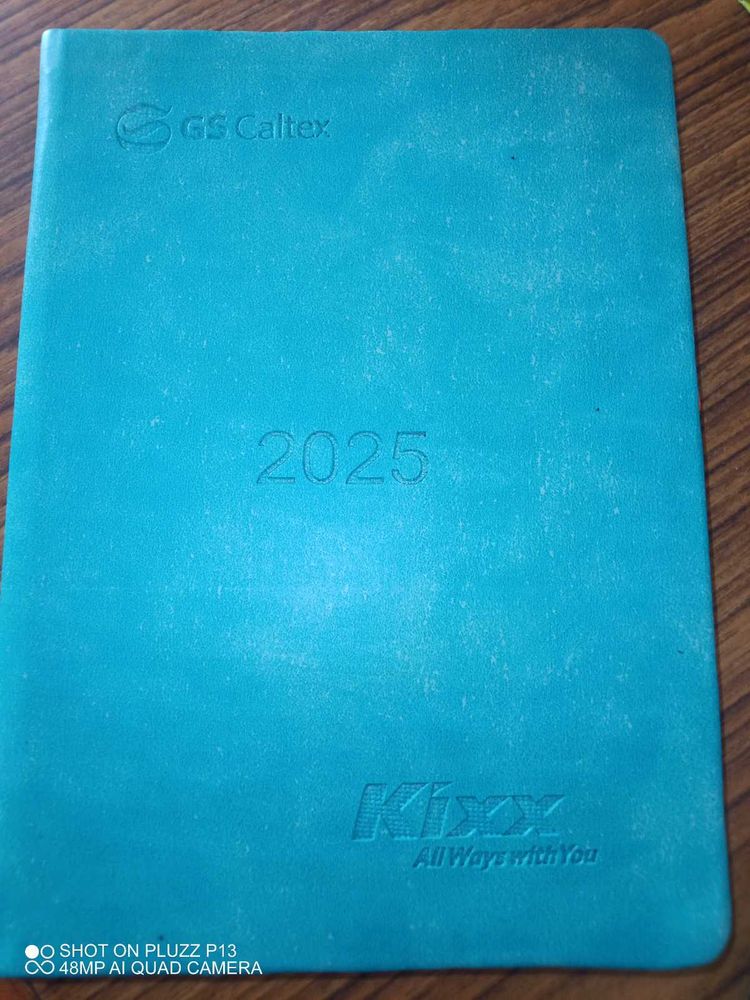 GS Caltex
2025
Kixx
All Ways with You
SHOT ON PLUZZ P13
48MP AI QUAD CAMERA